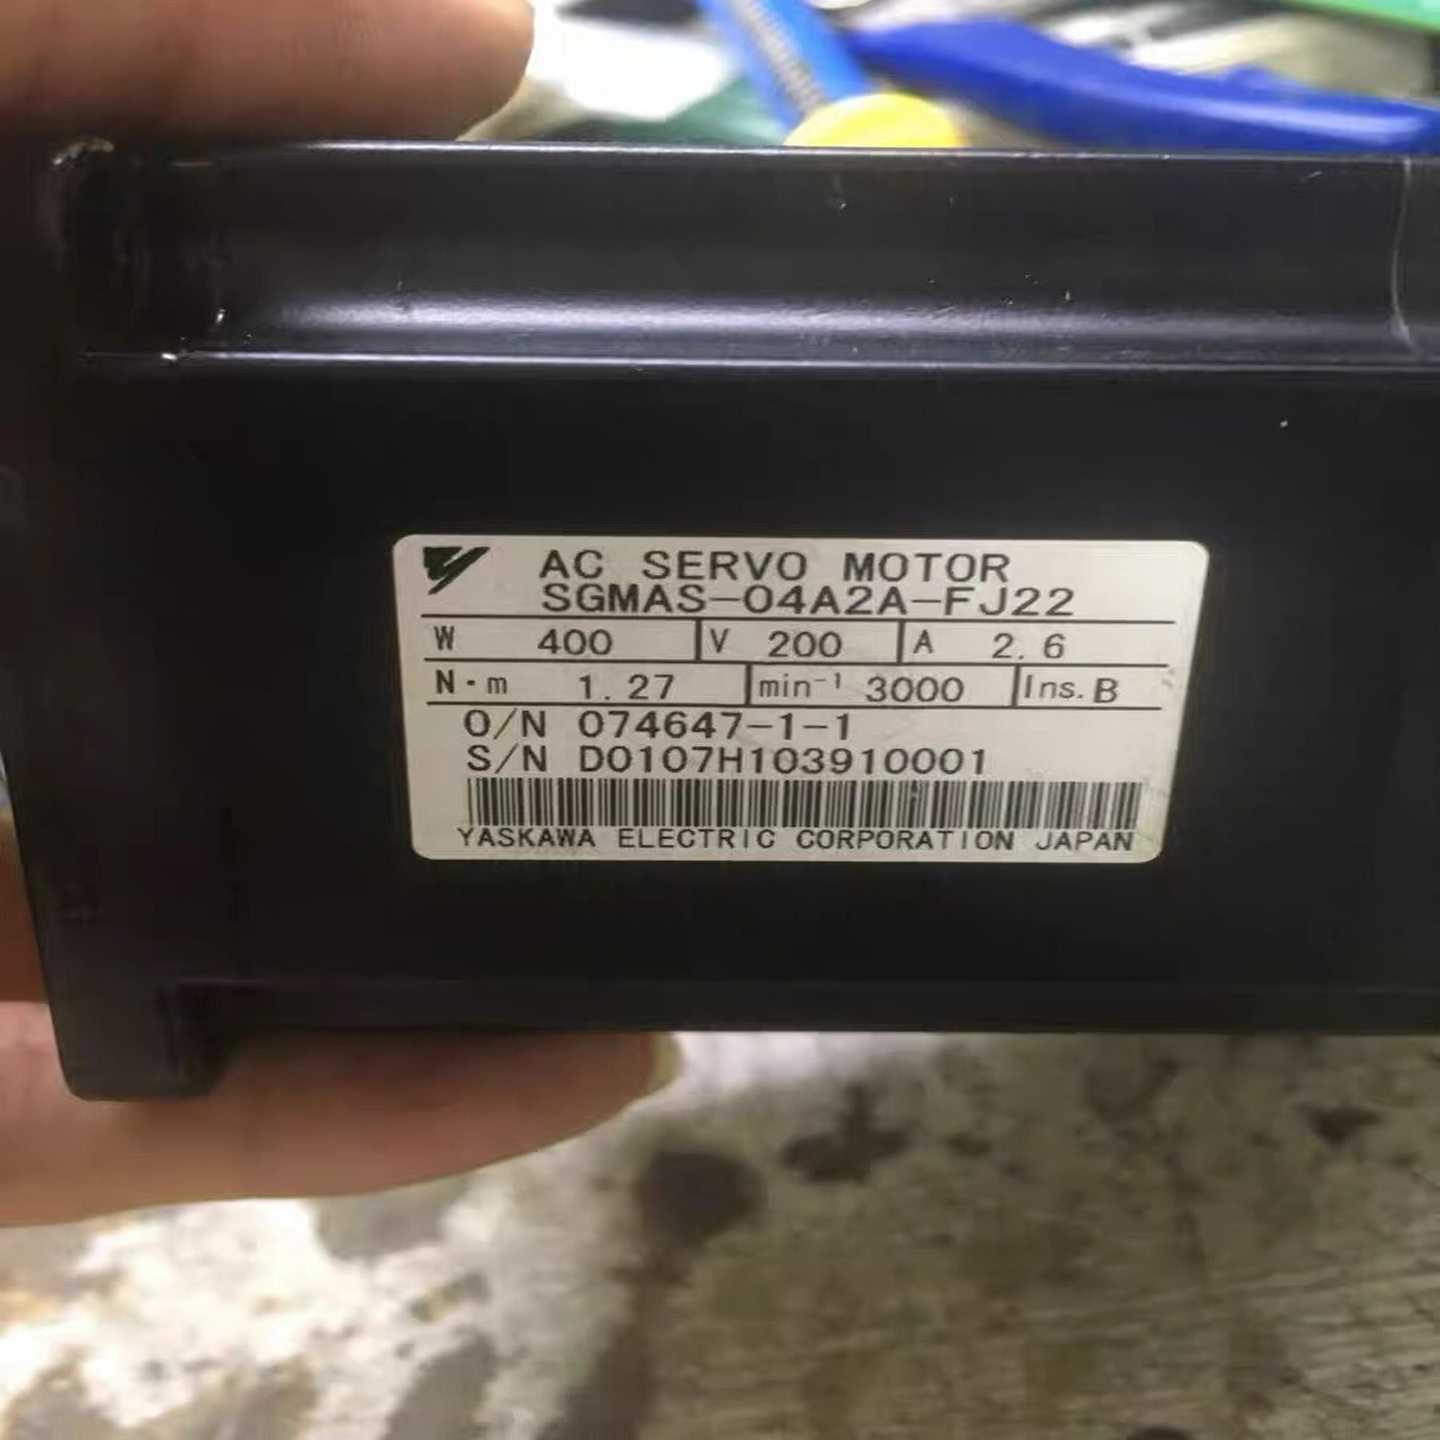 AC SERVO MOTOR
SGMAS-04A2A-FJ22
W 400 V 200 A 2.6
N·m 1.27 min⁻¹ 3000 Ins. B
O/N 074647-1-1
S/N D0107H103910001
YASKAWA ELECTRIC CORPORATION JAPAN